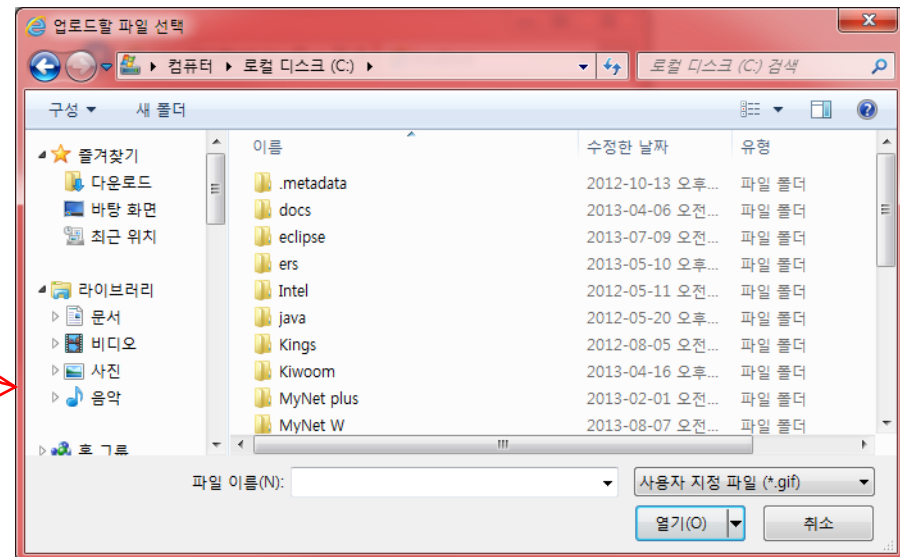 업로드할 파일 선택
컴퓨터 로컬 디스크 (C:)
로컬 디스크 (C:) 검색
구성 새 폴더
즐겨찾기
다운로드
바탕 화면
최근 위치
라이브러리
문서
비디오
사진
음악
홈 그룹
이름 수정한 날짜 유형
.metadata 2012-10-13 오후... 파일 폴더
docs 2013-04-06 오전... 파일 폴더
eclipse 2013-07-09 오전... 파일 폴더
ers 2013-05-10 오후... 파일 폴더
Intel 2012-05-11 오전... 파일 폴더
java 2012-05-20 오후... 파일 폴더
Kings 2012-08-05 오전... 파일 폴더
Kiwoom 2013-04-16 오후... 파일 폴더
MyNet plus 2013-02-01 오전... 파일 폴더
MyNet W 2013-08-07 오전... 파일 폴더
파일 이름(N):
사용자 지정 파일 (*.gif)
열기(O) 취소